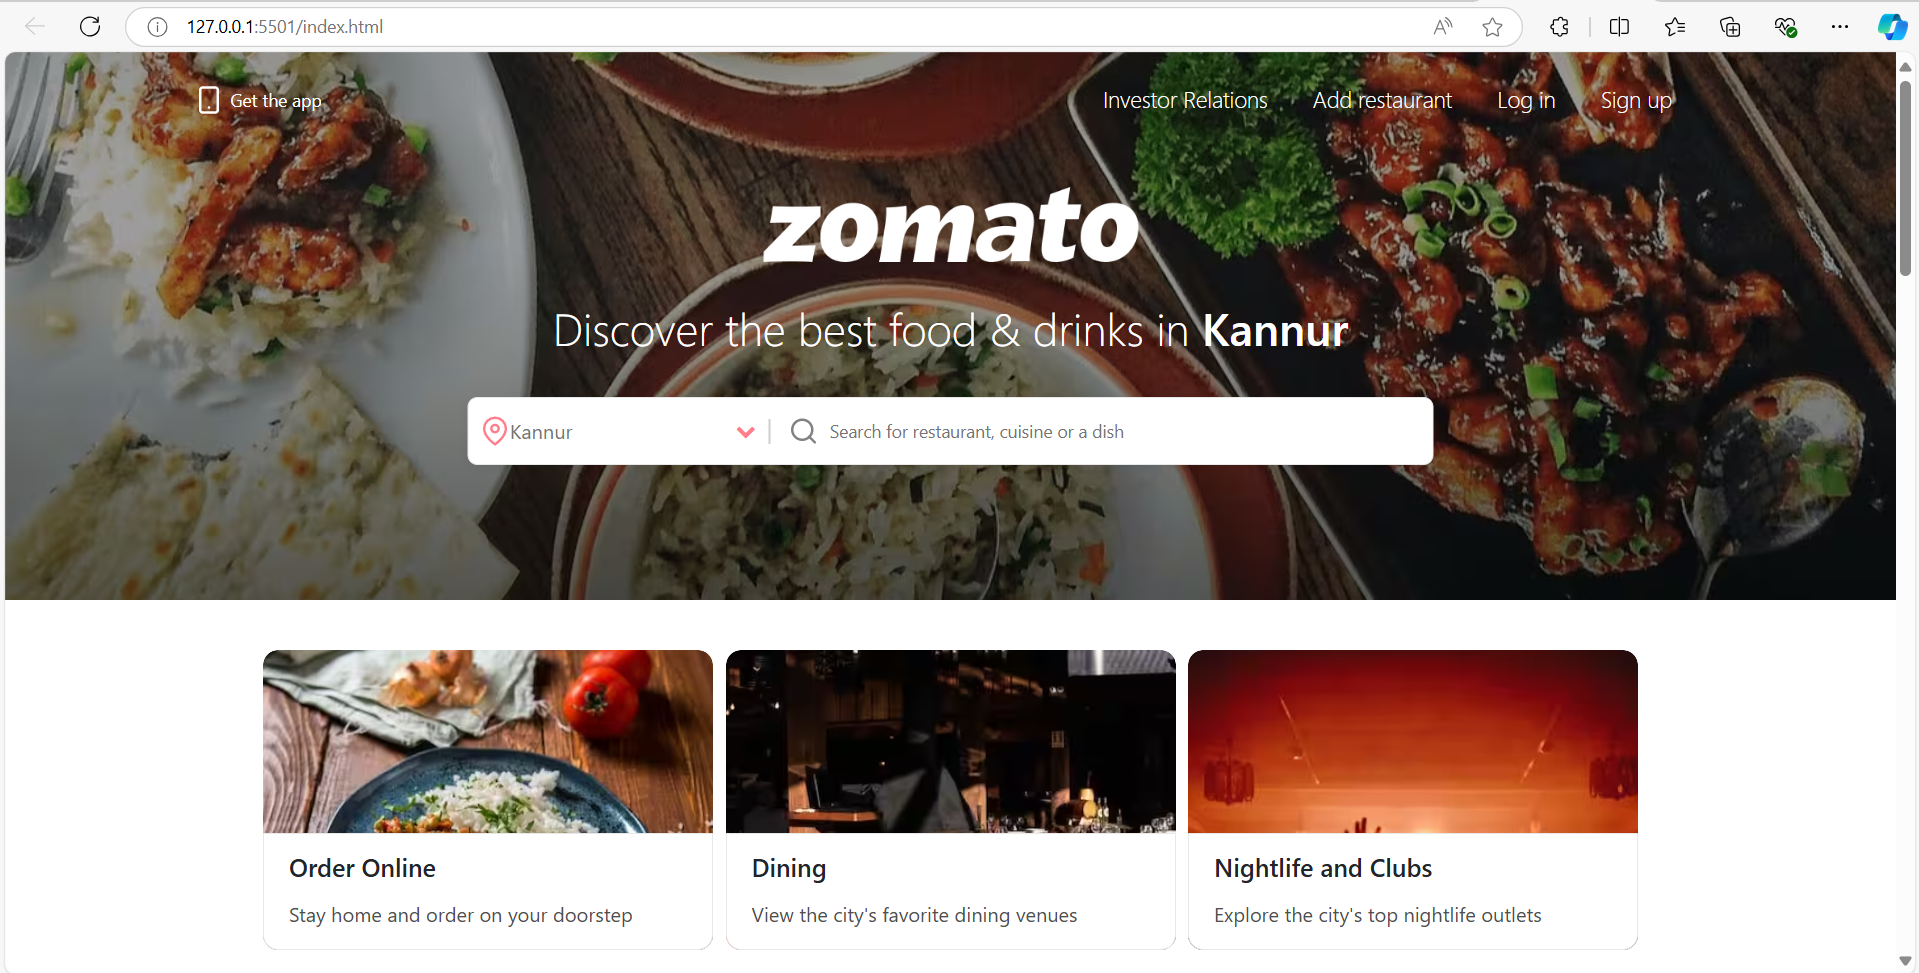 127.0.0.1:5501/index.html
Get the app
Investor Relations Add restaurant Log in Sign up
zomato
Discover the best food & drinks in Kannur
Kannur
Search for restaurant, cuisine or a dish
Order Online
Stay home and order on your doorstep
Dining
View the city's favorite dining venues
Nightlife and Clubs
Explore the city's top nightlife outlets